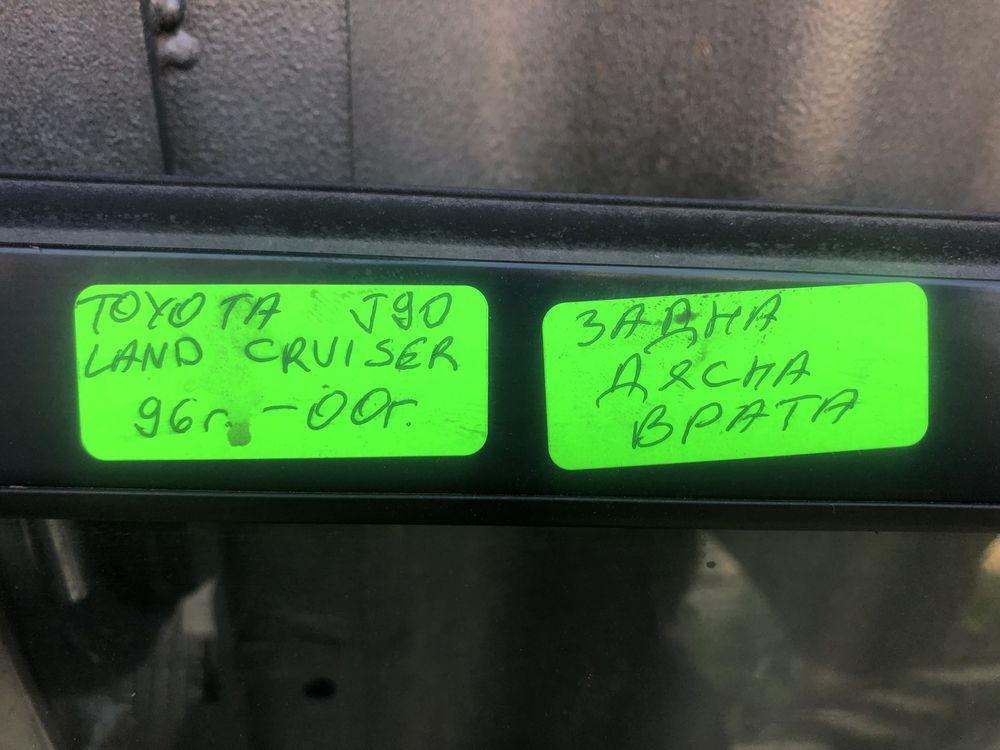 TOYOTA J90
LAND CRUISER
96г. - 00г.
ЗАДНА
ДЯСНА
ВРАТА